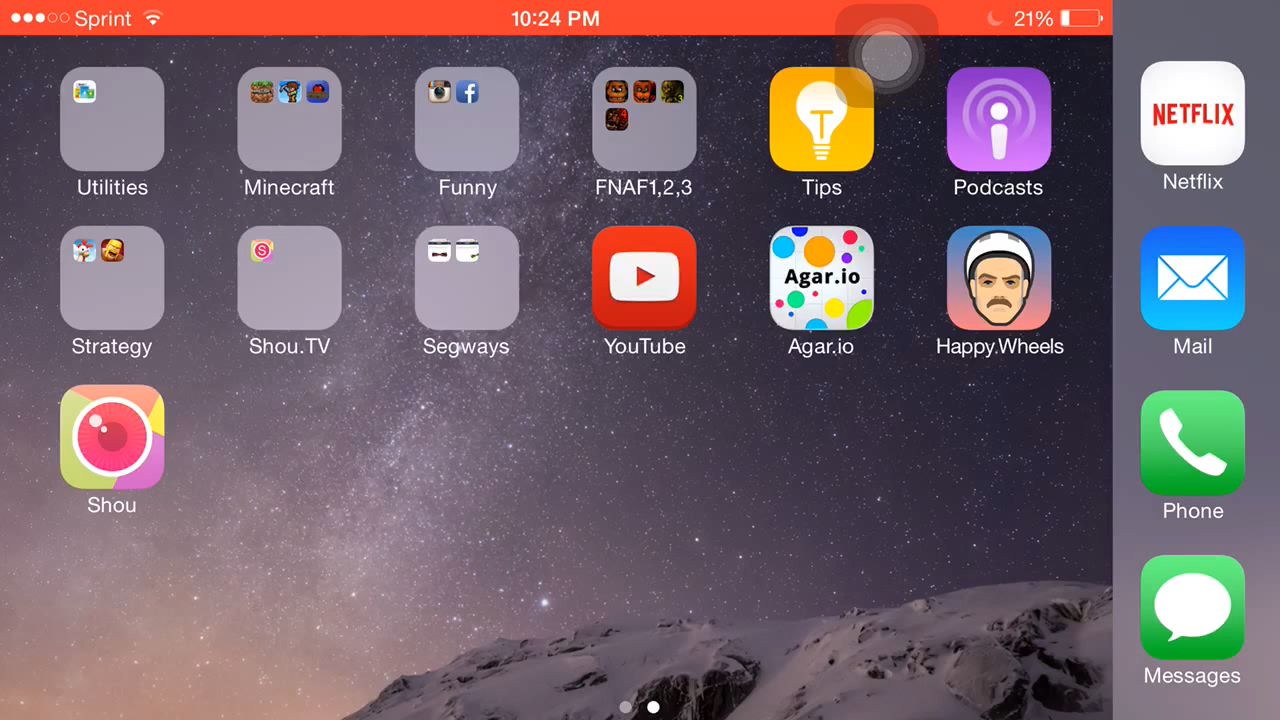 Sprint 10:24 PM 21%
Utilities Minecraft Funny FNAF1,2,3 Tips Podcasts
NETFLIX
Netflix
Agar.io
Strategy Shou.TV Segways YouTube Agar.io Happy Wheels
Mail
Shou
Phone
Messages